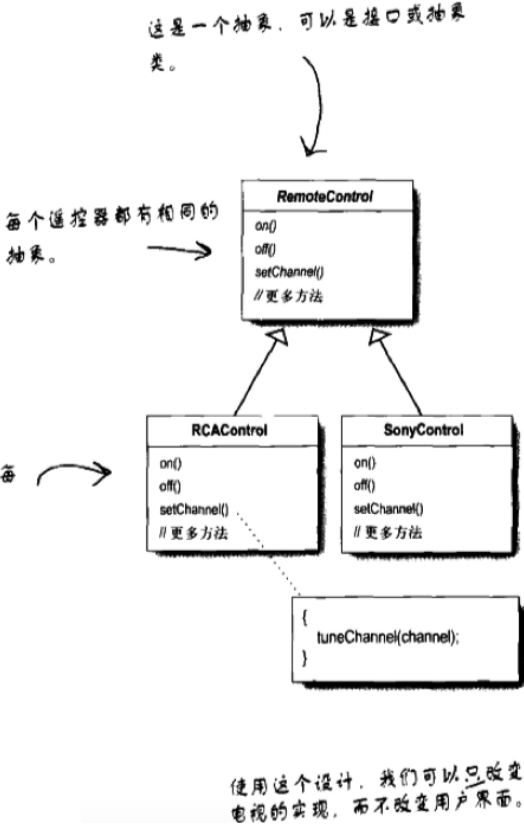 这是一个抽象，可以是接口或抽象
类。
RemoteControl
每个遥控器都有相同的
抽象。
on()
off()
setChannel()
//更多方法
RCAControl
on()
off()
setChannel()
//更多方法
SonyControl
on()
off()
setChannel()
//更多方法
每
{
tuneChannel(channel);
}
使用这个设计，我们可以只改变
电视的实现，而不改变用户界面。